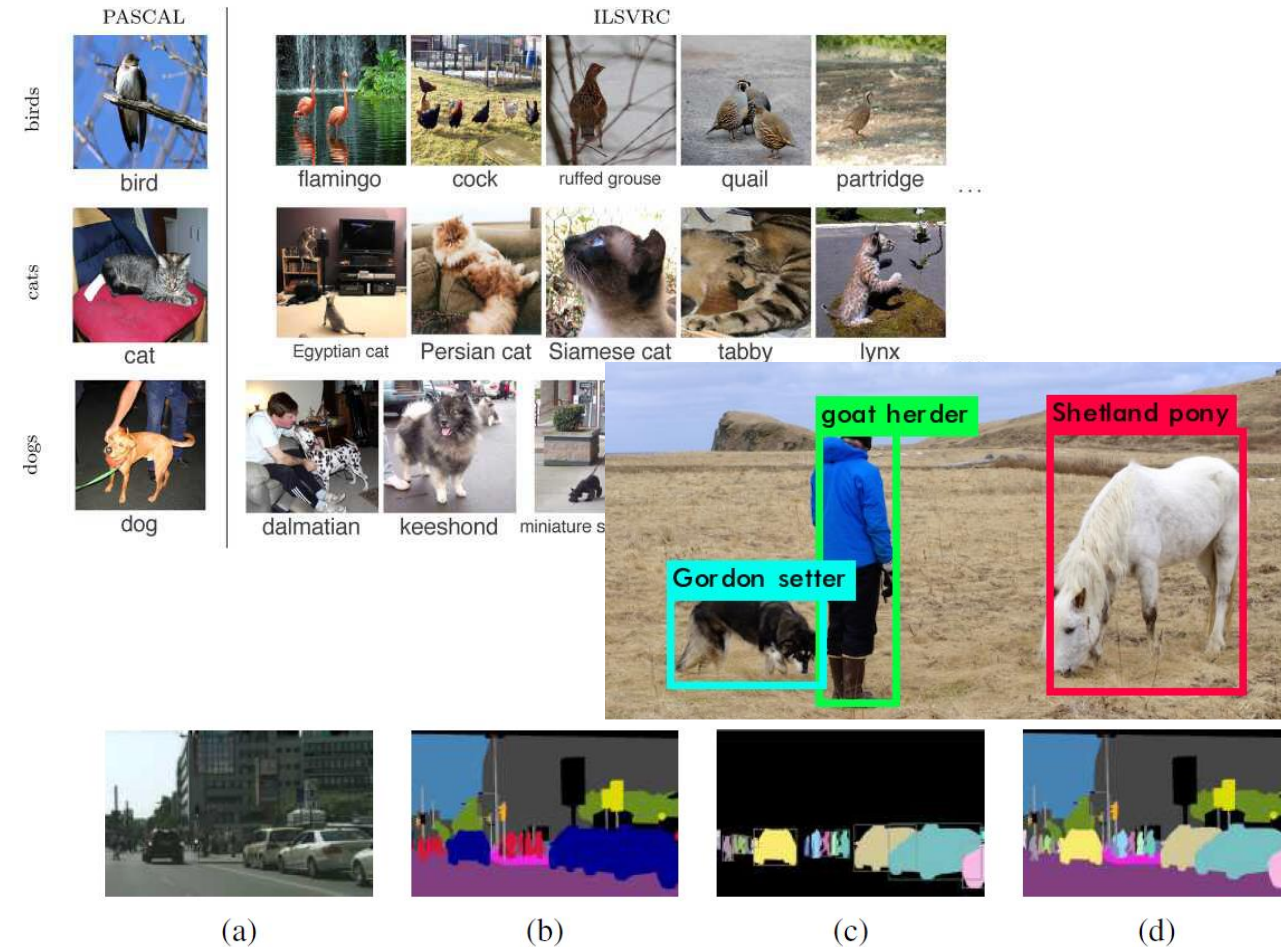 PASCAL
ILSVRC
birds
bird
flamingo
cock
ruffed grouse
quail
partridge
...
cats
cat
Egyptian cat
Persian cat
Siamese cat
tabby
lynx
dogs
dog
dalmatian
keeshond
miniature s
goat herder
Shetland pony
Gordon setter
(a)
(b)
(c)
(d)